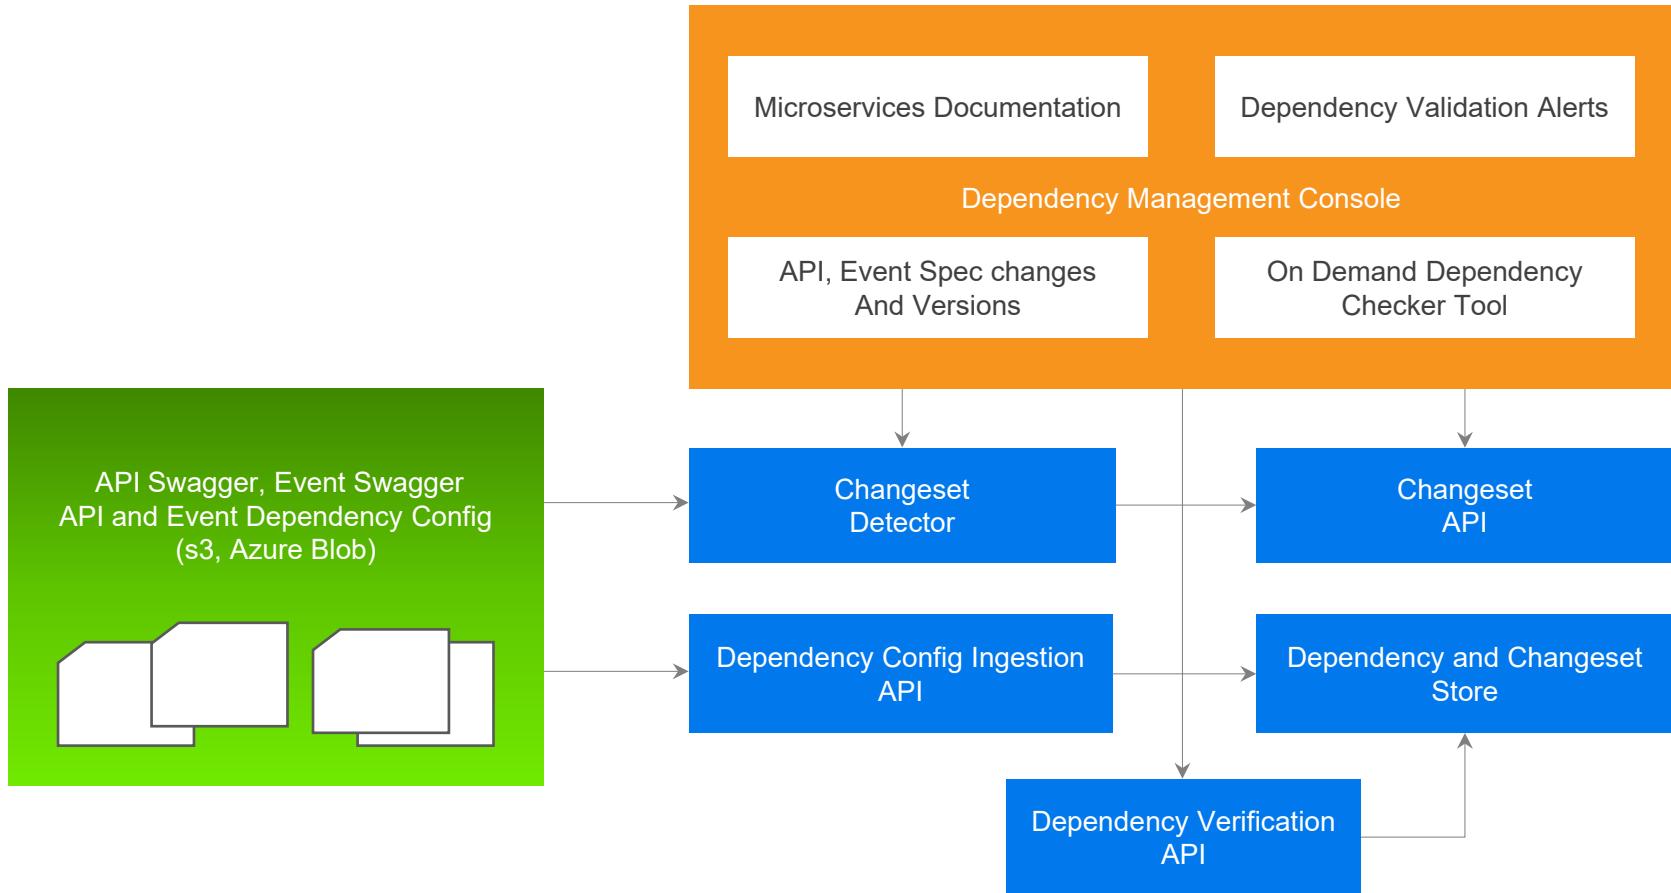 Microservices Documentation
Dependency Validation Alerts
Dependency Management Console
API, Event Spec changes
And Versions
On Demand Dependency
Checker Tool
API Swagger, Event Swagger
API and Event Dependency Config
(s3, Azure Blob)
Changeset
Detector
Changeset
API
Dependency Config Ingestion
API
Dependency and Changeset
Store
Dependency Verification
API